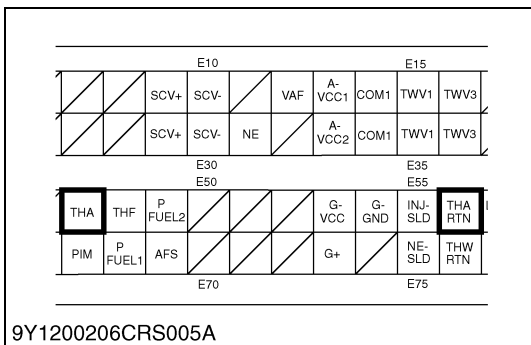 E10 E15
SCV+ SCV- VAF A-VCC1 COM1 TWV1 TWV3
SCV+ SCV- NE A-VCC2 COM1 TWV1 TWV3
E30 E35
E50 E55
THA THF P FUEL2 G-VCC G-GND INJ-SLD THA RTN
PIM P FUEL1 AFS G+ NE-SLD THW RTN
E70 E75
9Y1200206CRS005A